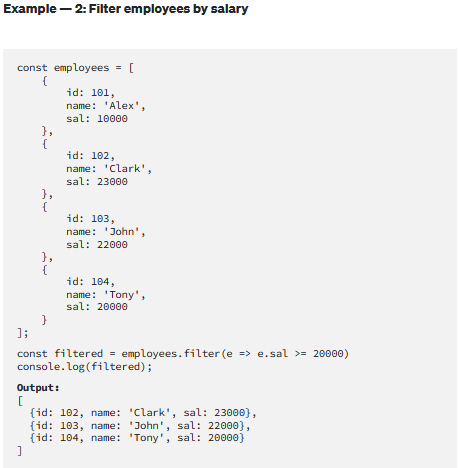 Example — 2: Filter employees by salary
const employees = [
    {
        id: 101,
        name: 'Alex',
        sal: 10000
    },
    {
        id: 102,
        name: 'Clark',
        sal: 23000
    },
    {
        id: 103,
        name: 'John',
        sal: 22000
    },
    {
        id: 104,
        name: 'Tony',
        sal: 20000
    }
];
const filtered = employees.filter(e => e.sal >= 20000)
console.log(filtered);
Output:
[
  {id: 102, name: 'Clark', sal: 23000},
  {id: 103, name: 'John', sal: 22000},
  {id: 104, name: 'Tony', sal: 20000}
]